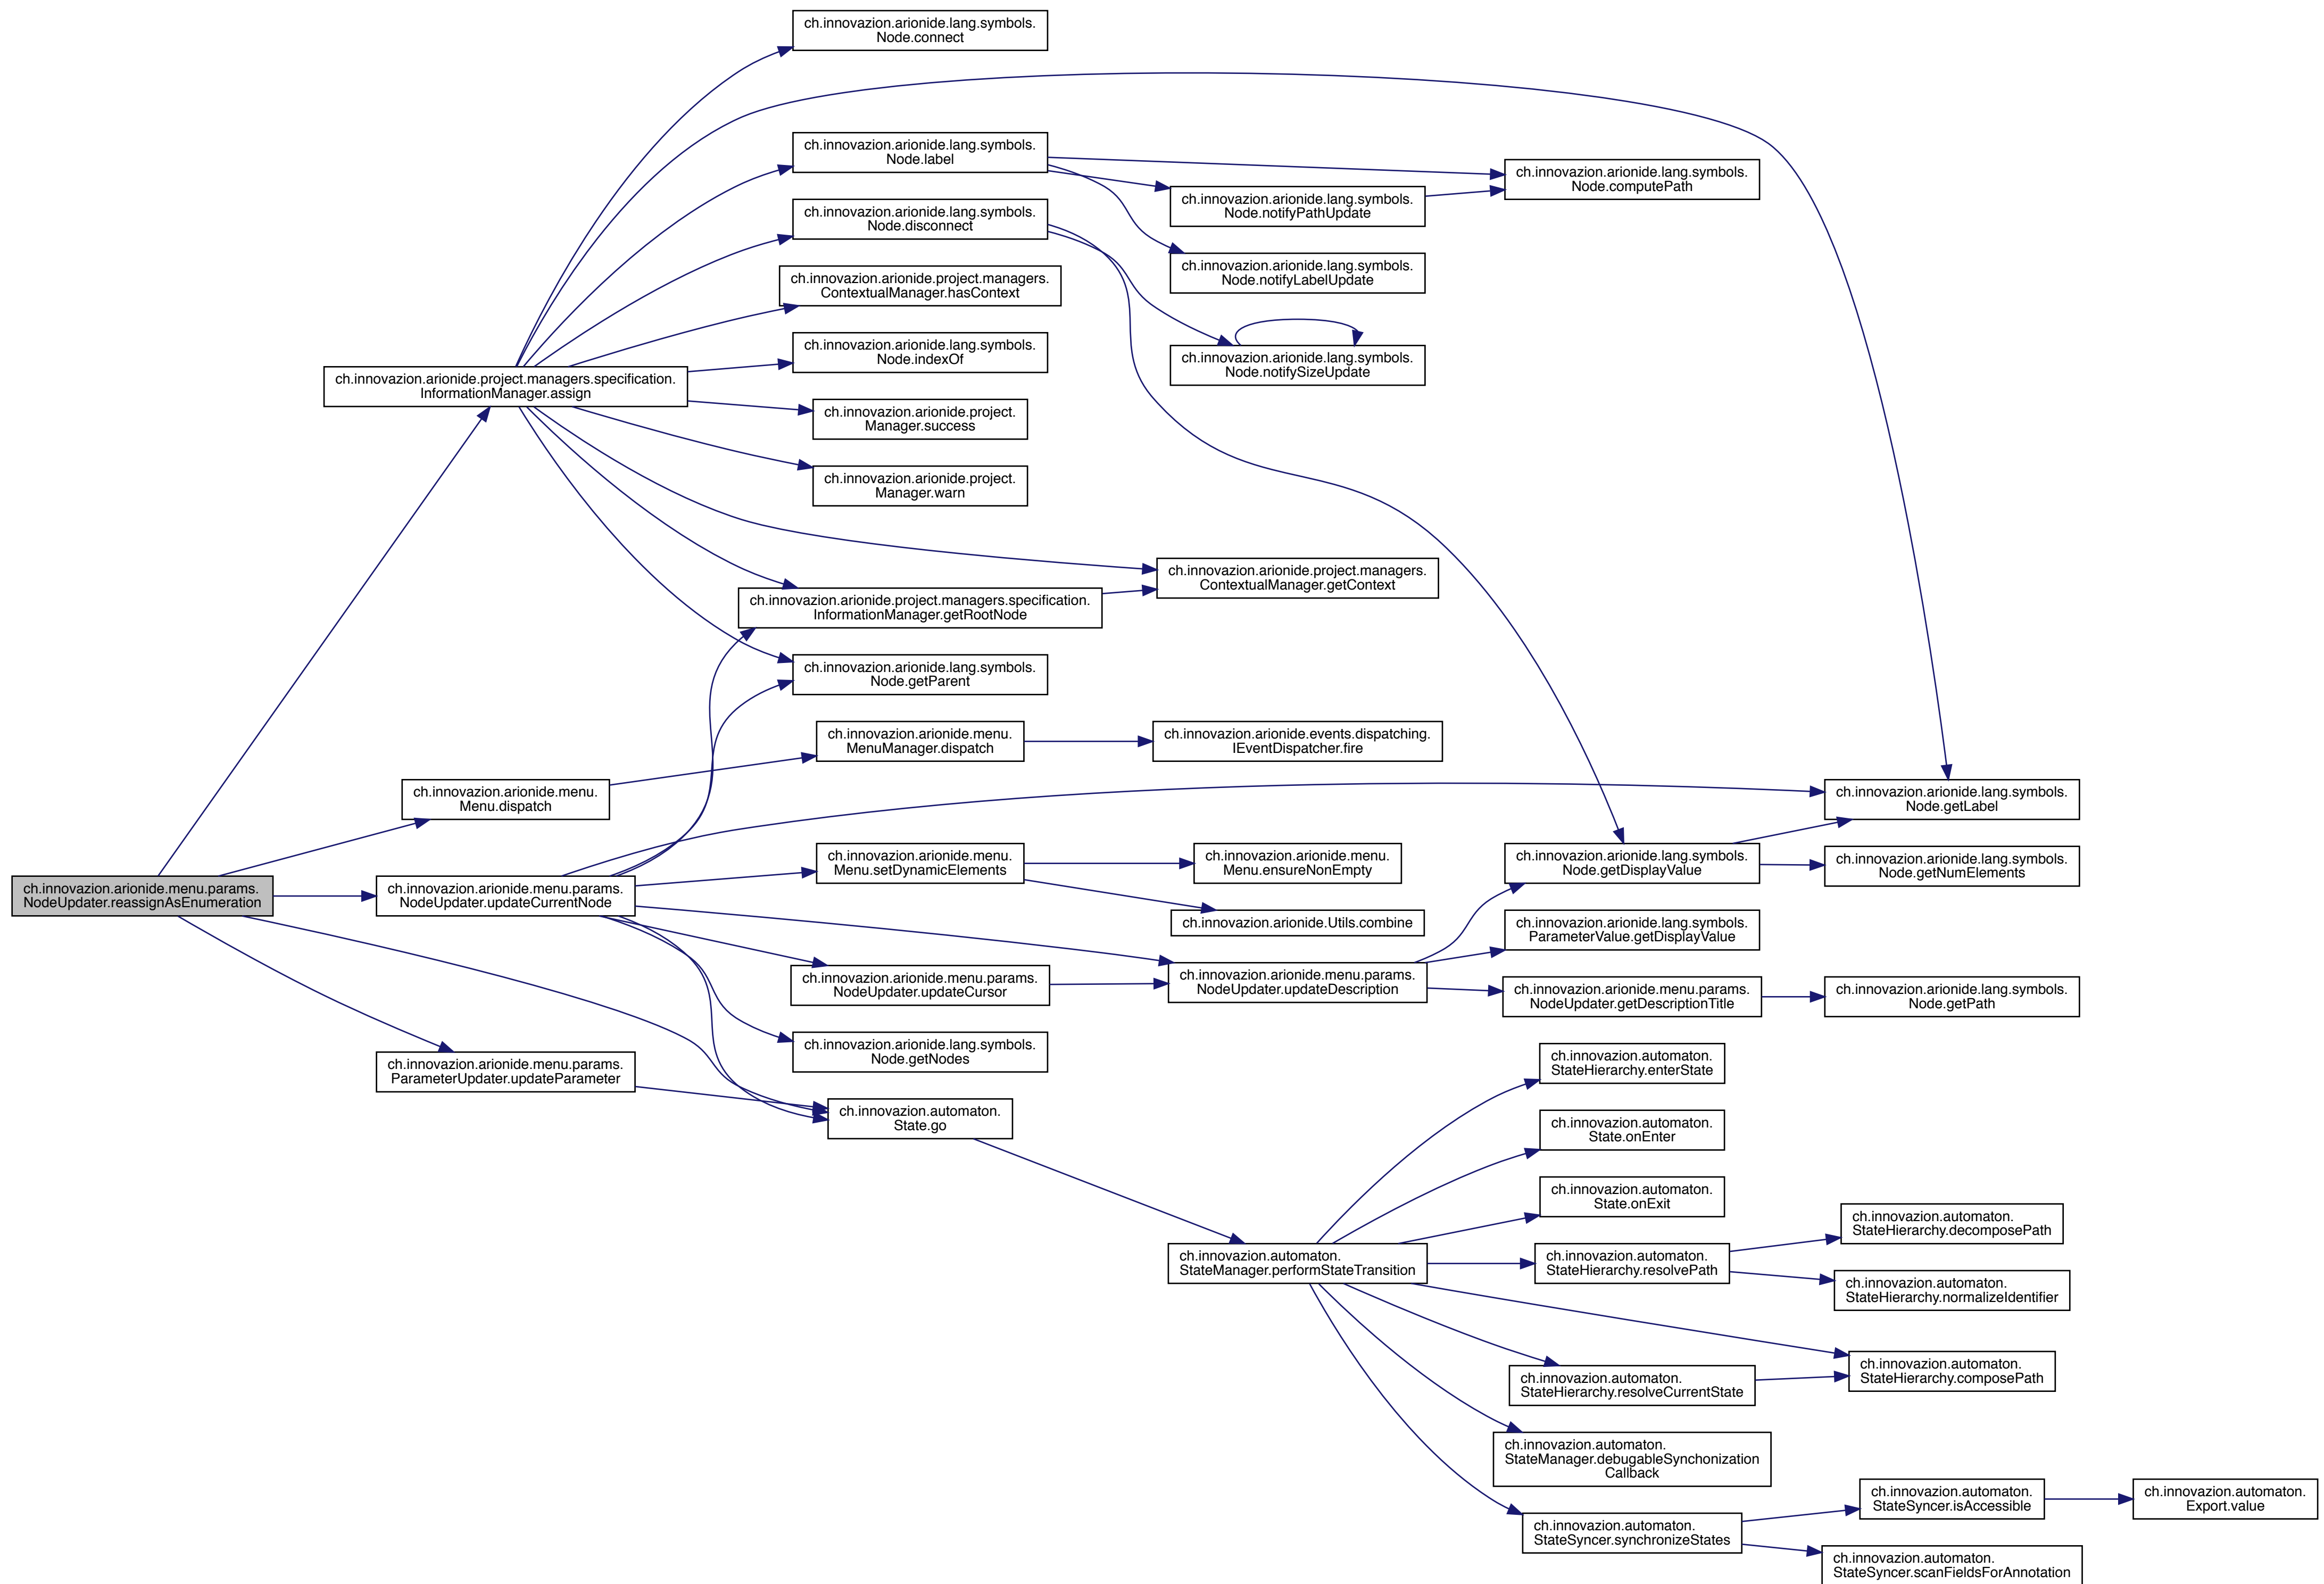 ch.innovazion.arionide.lang.symbols.
Node.connect
ch.innovazion.arionide.lang.symbols.
Node.label
ch.innovazion.arionide.lang.symbols.
Node.computePath
ch.innovazion.arionide.lang.symbols.
Node.notifyPathUpdate
ch.innovazion.arionide.lang.symbols.
Node.disconnect
ch.innovazion.arionide.lang.symbols.
Node.notifyLabelUpdate
ch.innovazion.arionide.project.managers.
ContextualManager.hasContext
ch.innovazion.arionide.lang.symbols.
Node.indexOf
ch.innovazion.arionide.lang.symbols.
Node.notifySizeUpdate
ch.innovazion.arionide.project.managers.specification.
InformationManager.assign
ch.innovazion.arionide.project.
Manager.success
ch.innovazion.arionide.project.
Manager.warn
ch.innovazion.arionide.project.managers.
ContextualManager.getContext
ch.innovazion.arionide.project.managers.specification.
InformationManager.getRootNode
ch.innovazion.arionide.lang.symbols.
Node.getParent
ch.innovazion.arionide.menu.
MenuManager.dispatch
ch.innovazion.arionide.events.dispatching.
IEventDispatcher.fire
ch.innovazion.arionide.menu.
Menu.dispatch
ch.innovazion.arionide.lang.symbols.
Node.getLabel
ch.innovazion.arionide.menu.
Menu.setDynamicElements
ch.innovazion.arionide.menu.
Menu.ensureNonEmpty
ch.innovazion.arionide.lang.symbols.
Node.getDisplayValue
ch.innovazion.arionide.lang.symbols.
Node.getNumElements
ch.innovazion.arionide.menu.params.
NodeUpdater.reassignAsEnumeration
ch.innovazion.arionide.menu.params.
NodeUpdater.updateCurrentNode
ch.innovazion.arionide.Utils.combine
ch.innovazion.arionide.lang.symbols.
ParameterValue.getDisplayValue
ch.innovazion.arionide.menu.params.
NodeUpdater.updateCursor
ch.innovazion.arionide.menu.params.
NodeUpdater.updateDescription
ch.innovazion.arionide.menu.params.
NodeUpdater.getDescriptionTitle
ch.innovazion.arionide.lang.symbols.
Node.getPath
ch.innovazion.arionide.lang.symbols.
Node.getNodes
ch.innovazion.arionide.menu.params.
ParameterUpdater.updateParameter
ch.innovazion.automaton.
StateHierarchy.enterState
ch.innovazion.automaton.
State.go
ch.innovazion.automaton.
State.onEnter
ch.innovazion.automaton.
State.onExit
ch.innovazion.automaton.
StateHierarchy.decomposePath
ch.innovazion.automaton.
StateManager.performStateTransition
ch.innovazion.automaton.
StateHierarchy.resolvePath
ch.innovazion.automaton.
StateHierarchy.normalizeIdentifier
ch.innovazion.automaton.
StateHierarchy.resolveCurrentState
ch.innovazion.automaton.
StateHierarchy.composePath
ch.innovazion.automaton.
StateManager.debugableSynchonization
Callback
ch.innovazion.automaton.
StateSyncer.isAccessible
ch.innovazion.automaton.
Export.value
ch.innovazion.automaton.
StateSyncer.synchronizeStates
ch.innovazion.automaton.
StateSyncer.scanFieldsForAnnotation